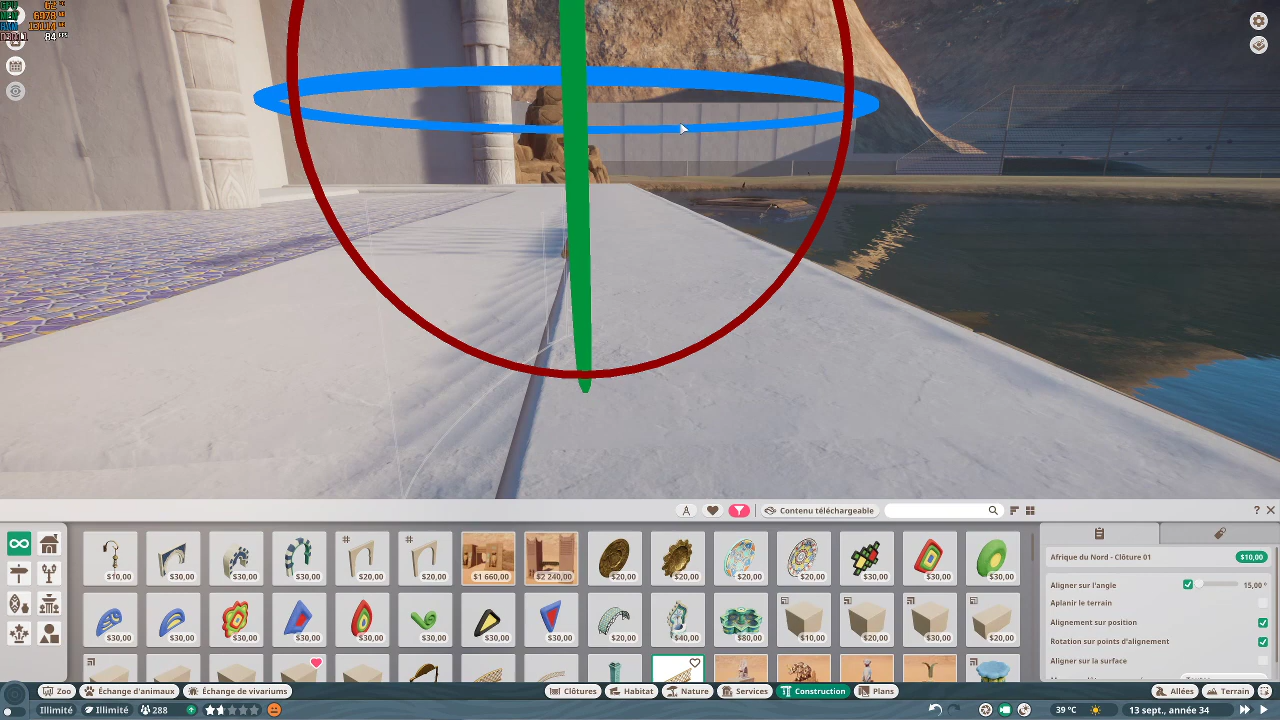 84 FPS
Contenu téléchargeable
?
$10,00 $30,00 $30,00 $30,00 $20,00 $20,00 $1 660,00 $2 240,00 $20,00 $20,00 $20,00 $20,00 $30,00 $30,00 $30,00
$30,00 $30,00 $30,00 $30,00 $30,00 $30,00 $30,00 $30,00 $20,00 $40,00 $80,00 $10,00 $20,00 $30,00 $20,00
Afrique du Nord - Clôture 01 $10,00
Aligner sur l'angle 15,00 °
Aplanir le terrain
Alignement sur position
Rotation sur points d'alignement
Aligner sur la surface
Zoo Échange d'animaux Échange de vivariums Clôtures Habitat Nature Services Construction Plans Allées Terrain
Illimité Illimité 288 39 °C 13 sept., année 34